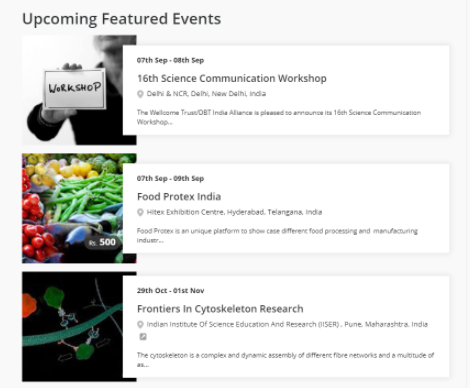 Upcoming Featured Events
WORKSHOP
07th Sep - 08th Sep
16th Science Communication Workshop
Delhi & NCR, Delhi, New Delhi, India
The Wellcome Trust/DBT India Alliance is pleased to announce its 16th Science Communication
Workshop...
07th Sep - 09th Sep
Food Protex India
Hitex Exhibition Centre, Hyderabad, Telangana, India
Food Protex is an unique platform to show case different food processing and manufacturing
industr...
Rs. 500
29th Oct - 01st Nov
Frontiers In Cytoskeleton Research
Indian Institute Of Science Education And Research (IISER) , Pune, Maharashtra, India
The cytoskeleton is a complex and dynamic assembly of different fibre networks and a multitude of
as...